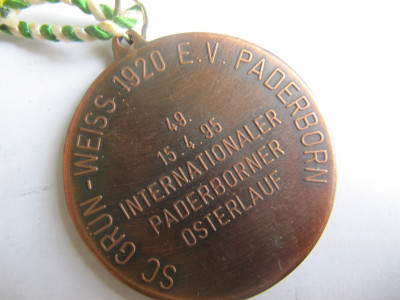 SC GRÜN-WEISS 1920 E.V. PADERBORN
49.
15.4.95
INTERNATIONALER
PADERBORNER
OSTERLAUF